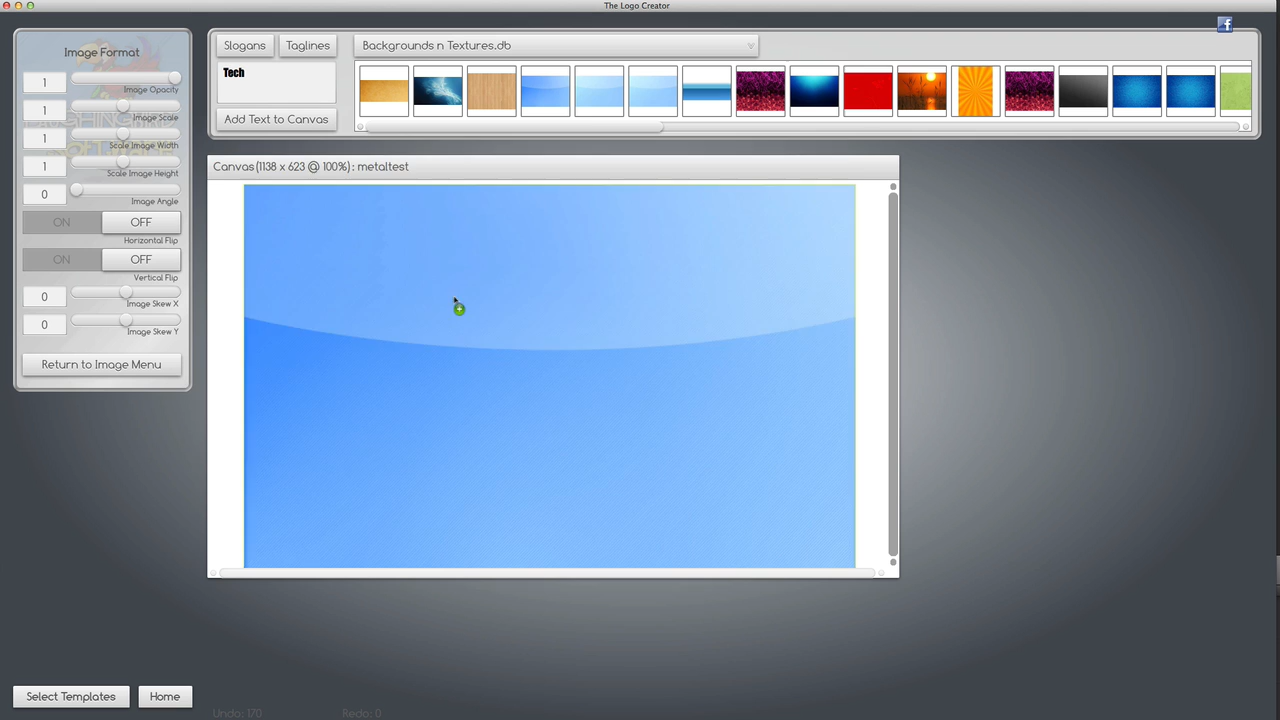 The Logo Creator
Image Format
1
Image Opacity
1
Image Scale
1
Scale Image Width
1
Scale Image Height
0
Image Angle
ON OFF
Horizontal Flip
ON OFF
Vertical Flip
0
Image Skew X
0
Image Skew Y
Return to Image Menu
Slogans Taglines
Tech
Add Text to Canvas
Backgrounds n Textures.db
f
Canvas(1138 x 623 @ 100%) : metaltest
Select Templates Home
Undo: 170 Redo: 0